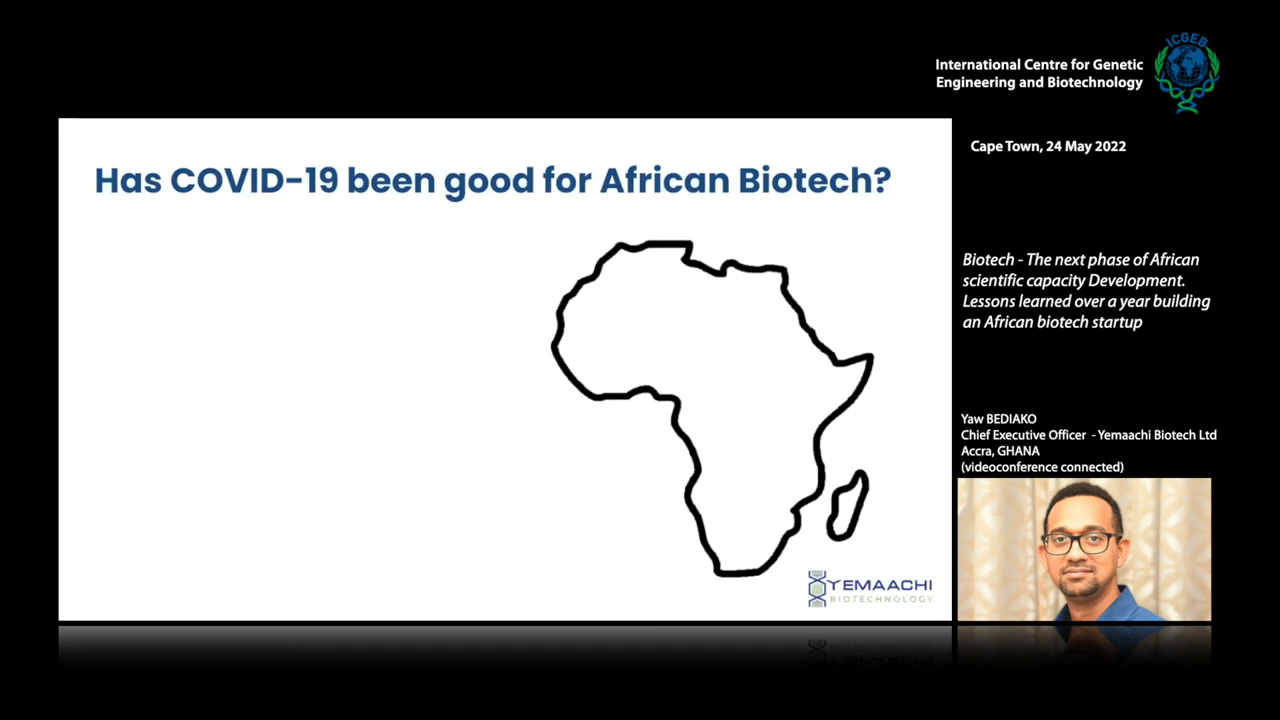 ICGEB
International Centre for Genetic
Engineering and Biotechnology
Cape Town, 24 May 2022
Has COVID-19 been good for African Biotech?
Biotech - The next phase of African
scientific capacity Development.
Lessons learned over a year building
an African biotech startup
Yaw BEDIAKO
Chief Executive Officer - Yemaachi Biotech Ltd
Accra, GHANA
(videoconference connected)
YEMAACHI
BIOTECHNOLOGY